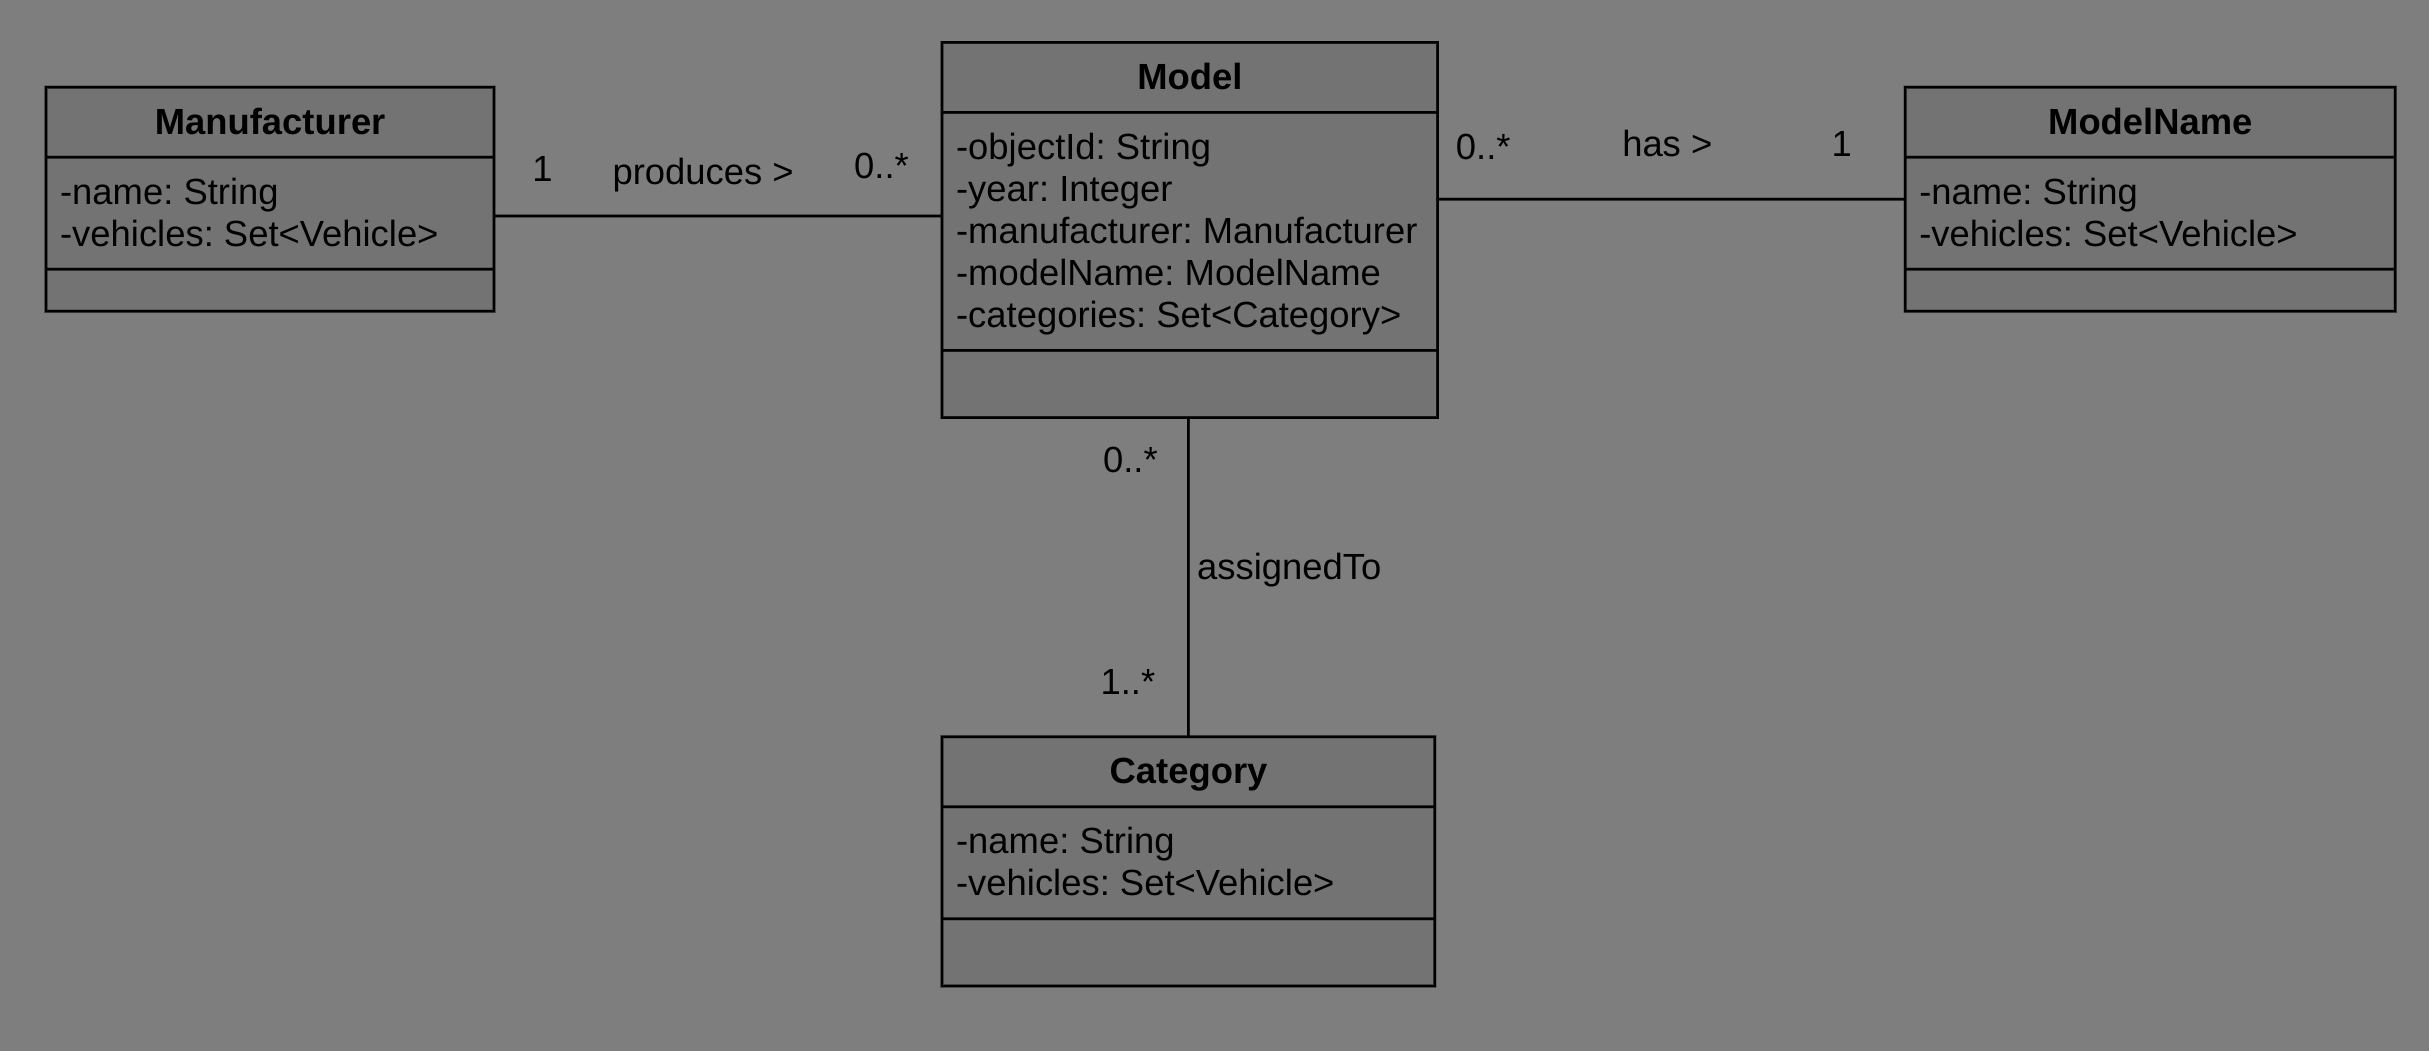 Manufacturer
-name: String
-vehicles: Set<Vehicle>
1
produces >
0..*
Model
-objectId: String
-year: Integer
-manufacturer: Manufacturer
-modelName: ModelName
-categories: Set<Category>
0..*
has >
1
ModelName
-name: String
-vehicles: Set<Vehicle>
0..*
assignedTo
1..*
Category
-name: String
-vehicles: Set<Vehicle>